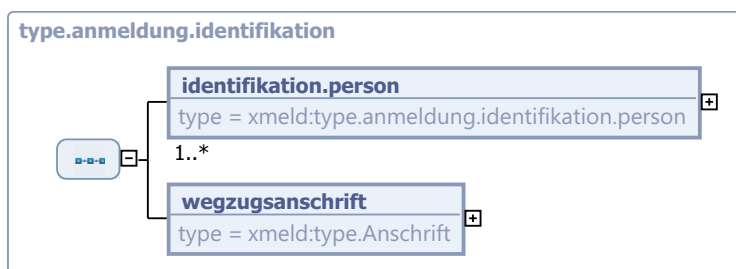 type.anmeldung.identifikation
identifikation.person
type = xmeld:type.anmeldung.identifikation.person
1..*
wegzugsanschrift
type = xmeld:type.Anschrift